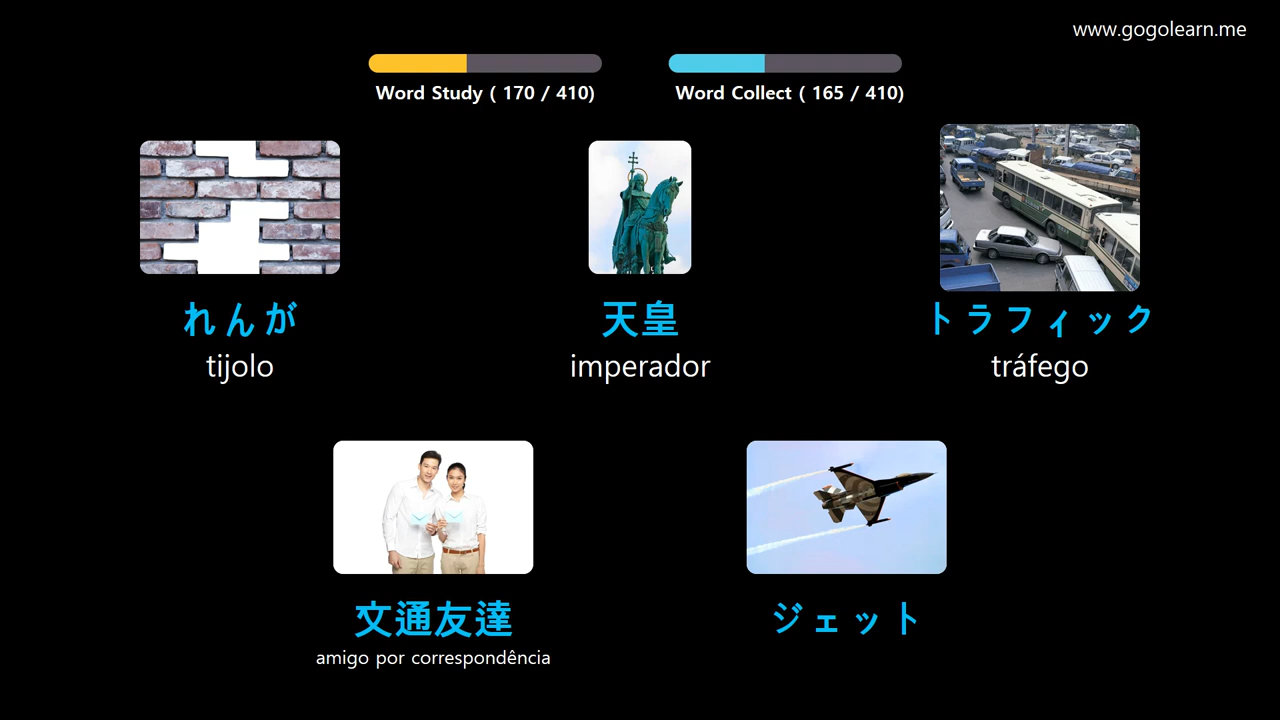 www.gogolearn.me
Word Study ( 170 / 410)
Word Collect ( 165 / 410)
れんが
tijolo
天皇
imperador
トラフィック
tráfego
文通友達
amigo por correspondência
ジェット